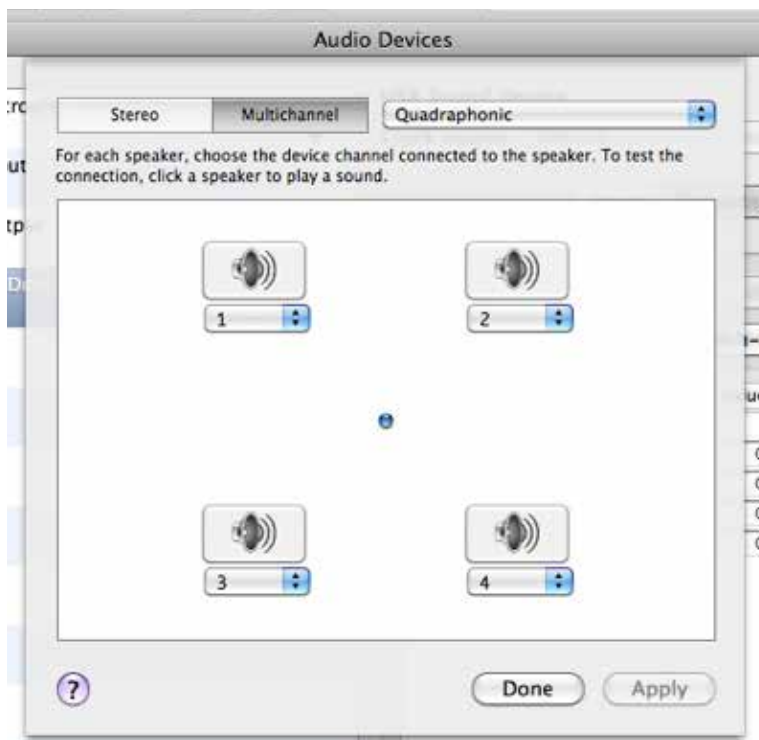 Audio Devices
Stereo Multichannel Quadraphonic
For each speaker, choose the device channel connected to the speaker. To test the
connection, click a speaker to play a sound.
1 2
3 4
? Done Apply